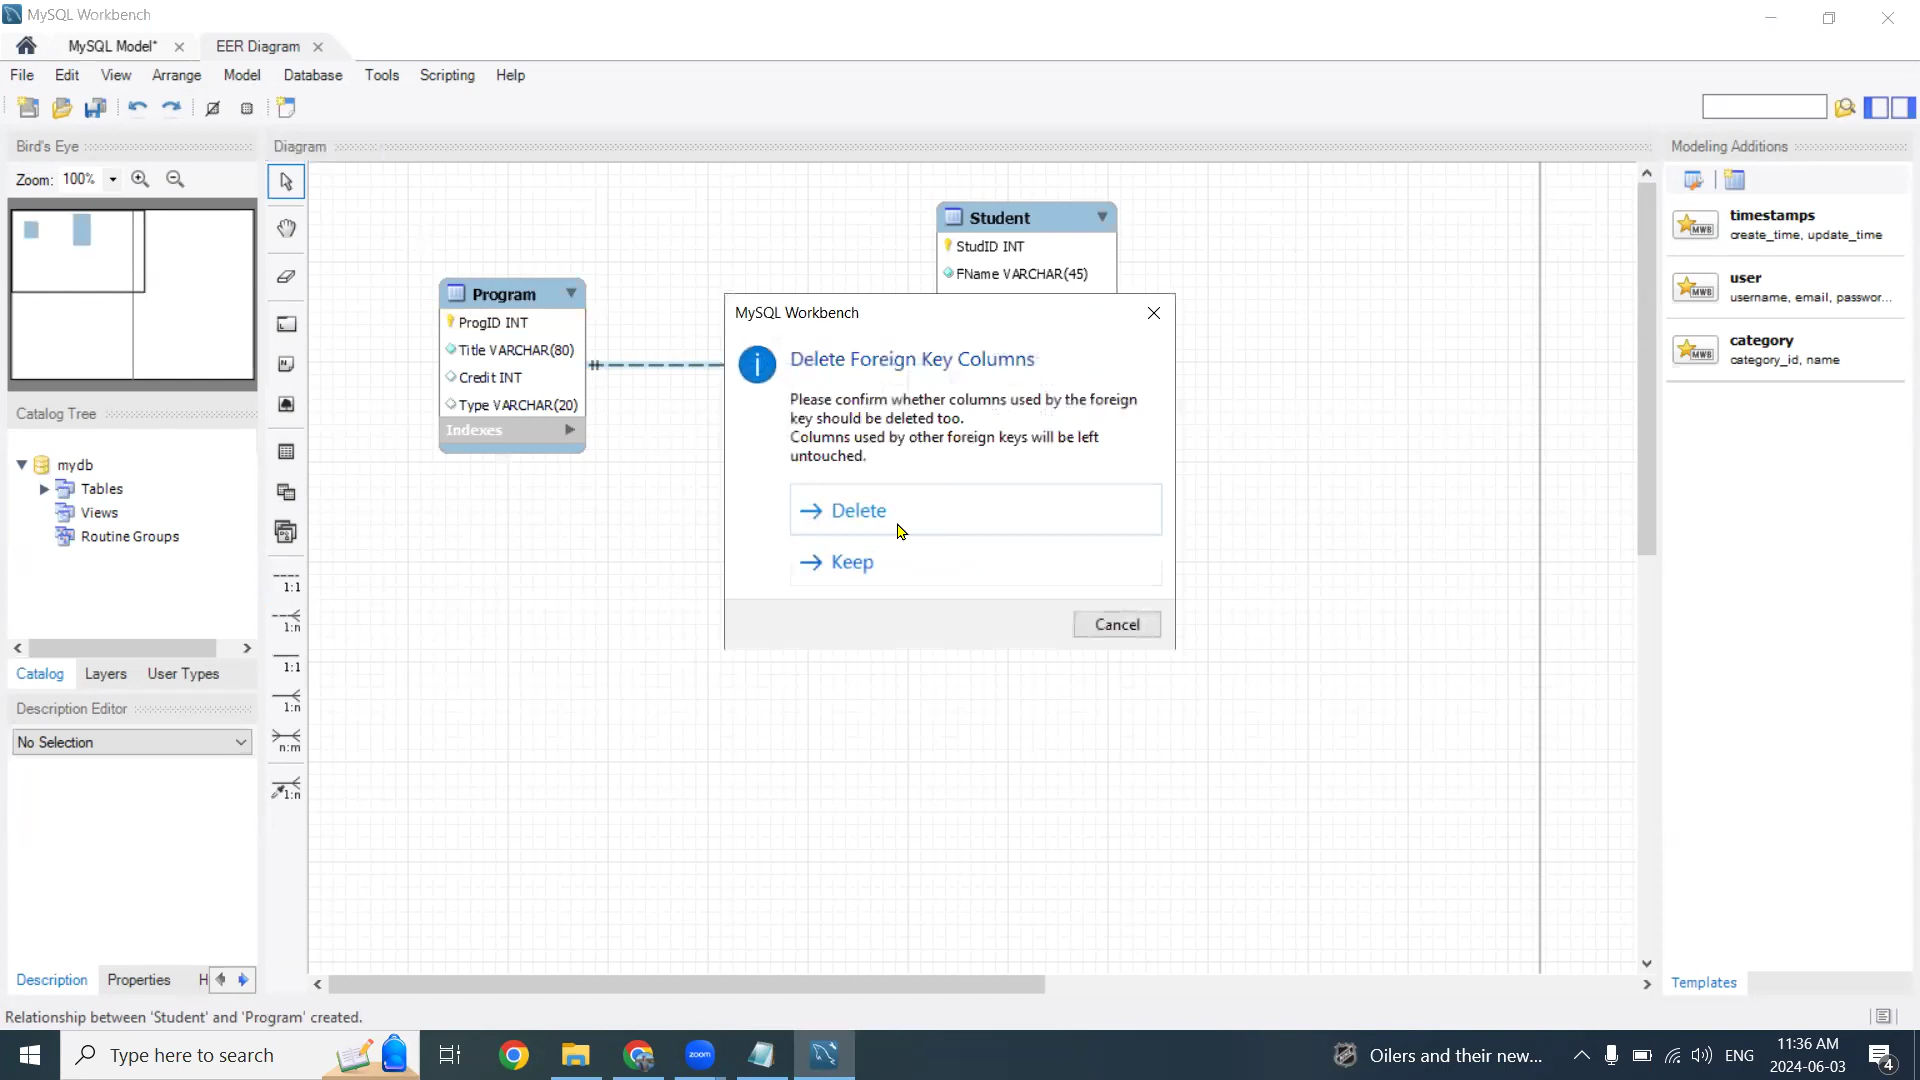 MySQL Workbench
MySQL Model*
EER Diagram
File Edit View Arrange Model Database Tools Scripting Help
Bird's Eye
Diagram
Modeling Additions
Zoom: 100%
timestamps
create_time, update_time
user
username, email, passwor...
category
category_id, name
Student
StudID INT
FName VARCHAR(45)
Program
ProgID INT
Title VARCHAR(80)
Credit INT
Type VARCHAR(20)
Indexes
MySQL Workbench
Delete Foreign Key Columns
Please confirm whether columns used by the foreign
key should be deleted too.
Columns used by other foreign keys will be left
untouched.
Delete
Keep
Cancel
Catalog Tree
mydb
Tables
Views
Routine Groups
Catalog Layers User Types
Description Editor
No Selection
1:1
1:n
1:1
1:n
n:m
1:n
MWB
MWB
MWB
Description Properties H
Templates
Relationship between 'Student' and 'Program' created.
Type here to search
zoom
Oilers and their new...
ENG
11:36 AM
2024-06-03
4